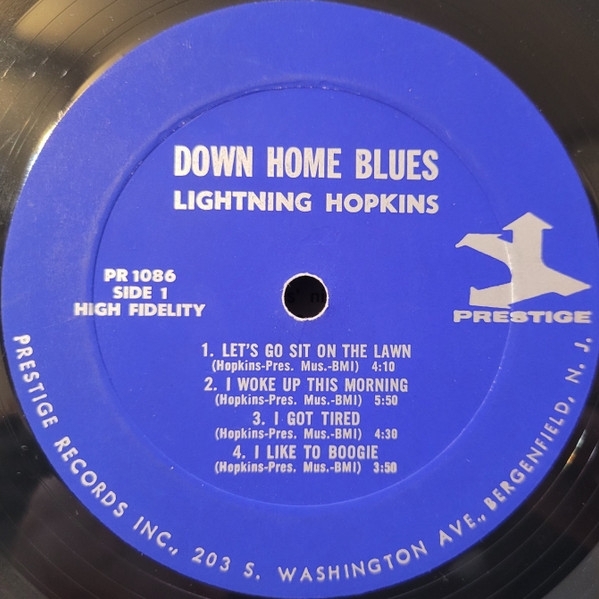 DOWN HOME BLUES
LIGHTNING HOPKINS
PR 1086
SIDE 1
HIGH FIDELITY
PRESTIGE
1. LET'S GO SIT ON THE LAWN
(Hopkins-Pres. Mus.-BMI) 4:10
2. I WOKE UP THIS MORNING
(Hopkins-Pres. Mus.-BMI) 5:50
3. I GOT TIRED
(Hopkins-Pres. Mus.-BMI) 4:30
4. I LIKE TO BOOGIE
(Hopkins-Pres. Mus.-BMI) 3:50
PRESTIGE RECORDS INC., 203 S. WASHINGTON AVE., BERGENFIELD, N. J.